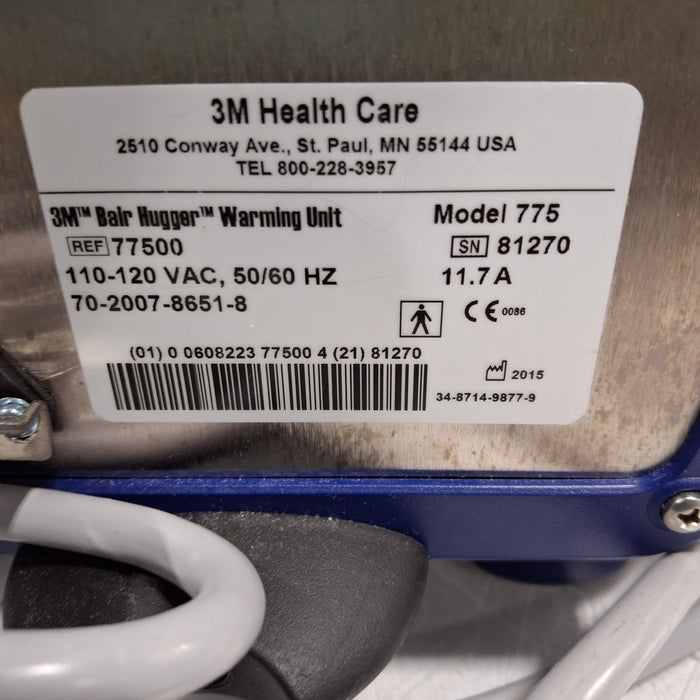 3M Health Care
2510 Conway Ave., St. Paul, MN 55144 USA
TEL 800-228-3957
3M™ Bair Hugger™ Warming Unit Model 775
REF 77500 SN 81270
110-120 VAC, 50/60 HZ 11.7 A
70-2007-8651-8
CE 0086
(01) 0 0608223 77500 4 (21) 81270
2015
34-8714-9877-9